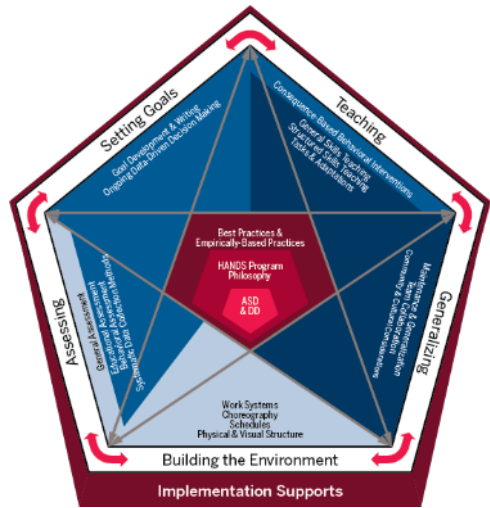 Setting Goals
Goal Development & Writing
Ongoing Data-Driven Decision Making
Teaching
Consequence-Based Behavioral Interventions
General Skills Teaching
Structured Skills Teaching
Tasks & Adaptations
Best Practices &
Empirically-Based Practices
HANDS Program
Philosophy
ASD
& DD
Assessing
General Assessment
Educational Assessment
Behavioral Assessment Methods
Systematic Data Collection
Generalizing
Maintenance & Generalization
Team Collaboration
Community & Cultural Considerations
Work Systems
Choreography
Schedules
Physical & Visual Structure
Building the Environment
Implementation Supports